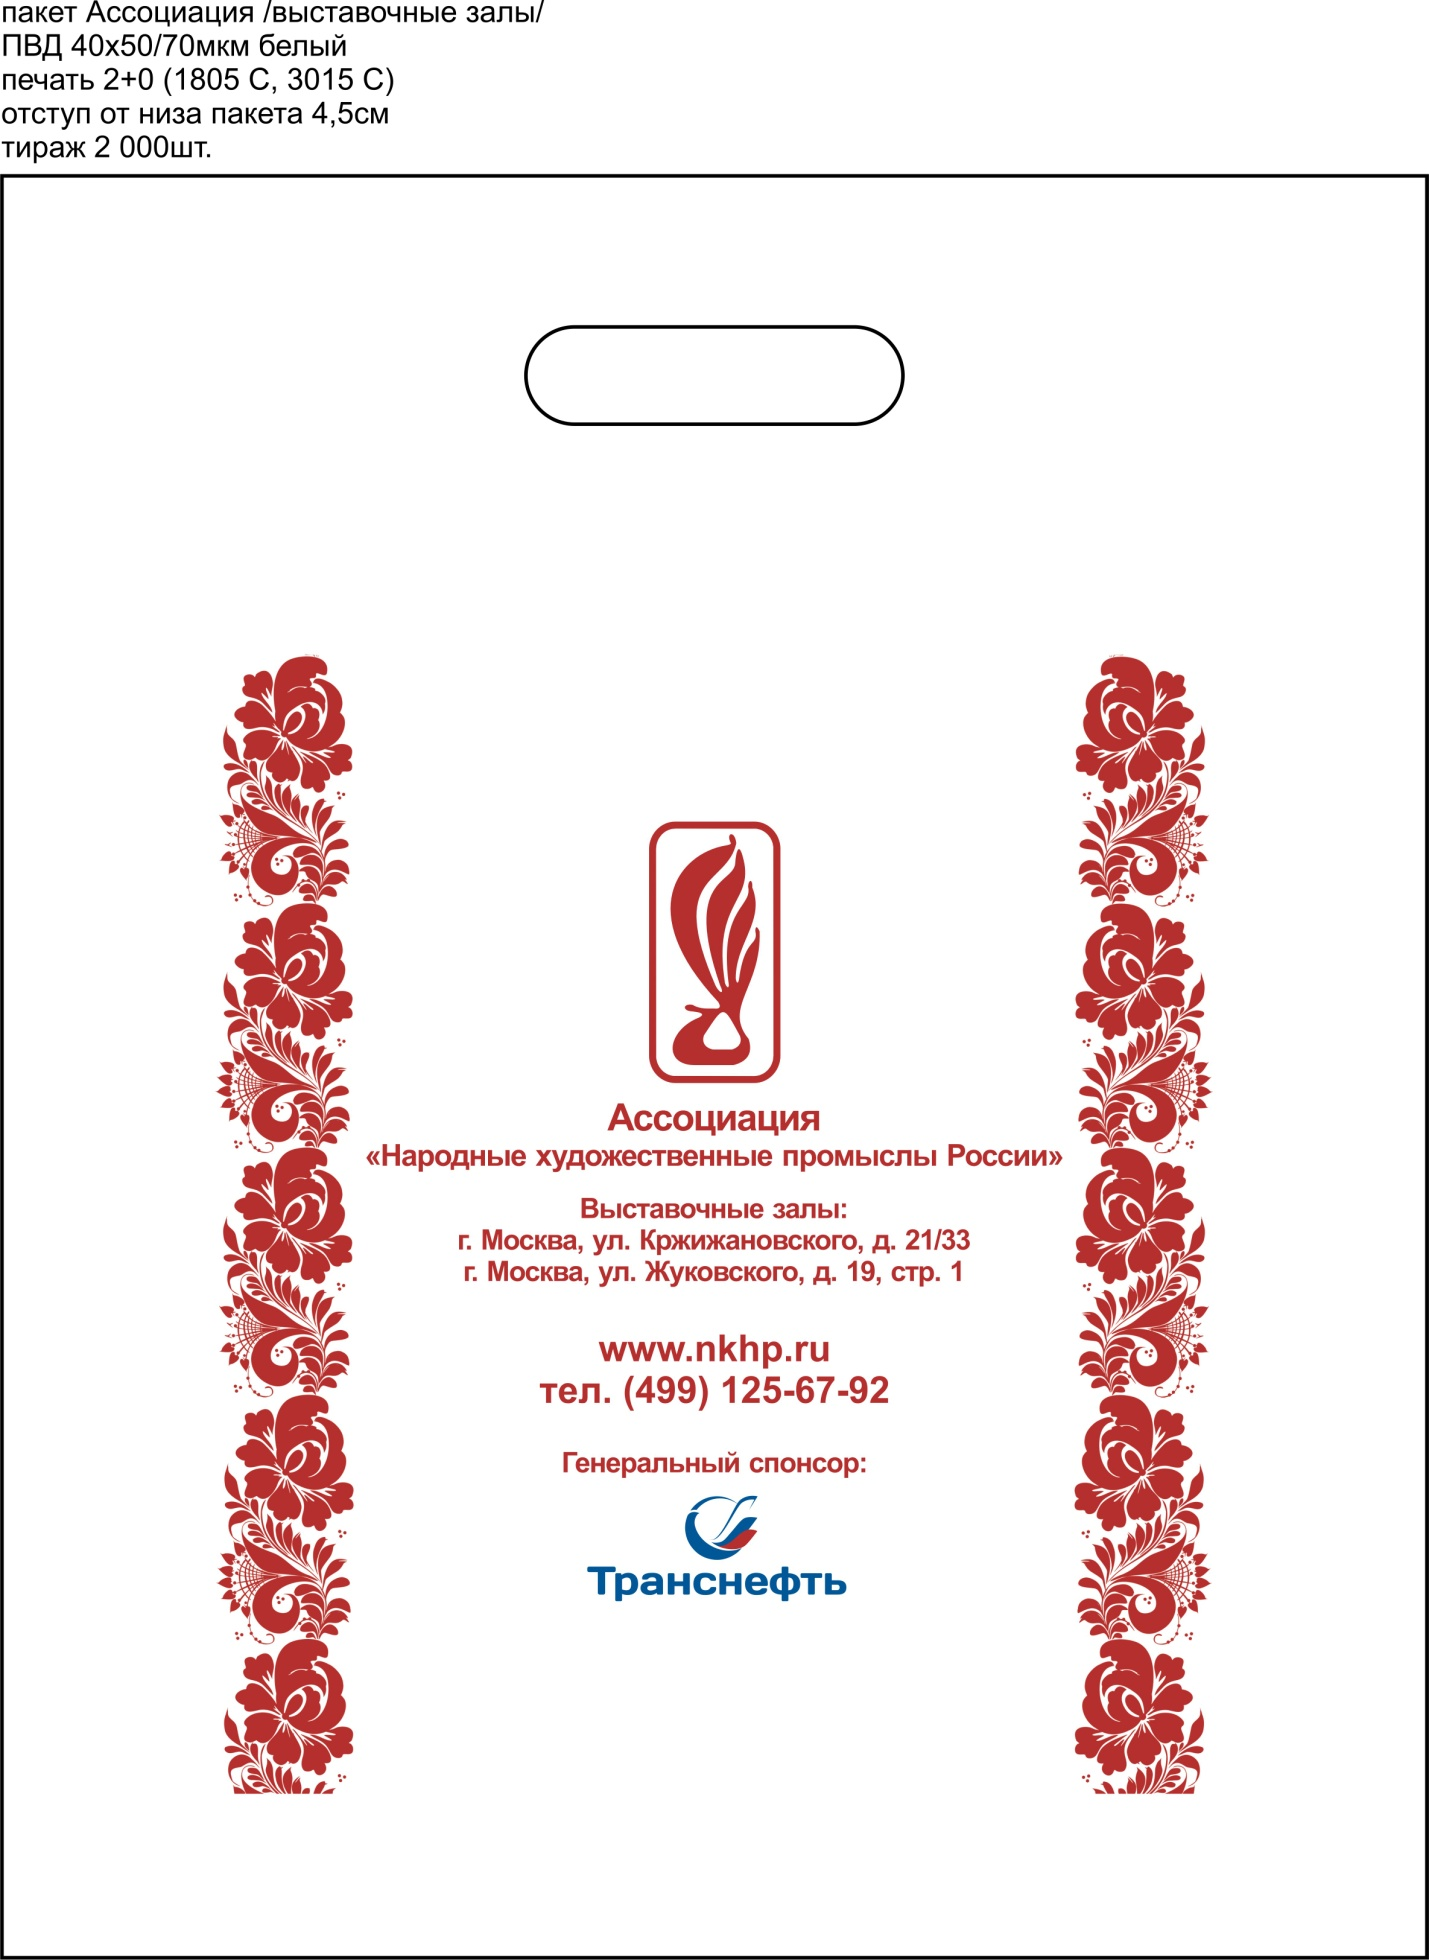 пакет Ассоциация /выставочные залы/
ПВД 40х50/70мкм белый
печать 2+0 (1805 С, 3015 С)
отступ от низа пакета 4,5см
тираж 2 000шт.
Ассоциация
«Народные художественные промыслы России»
Выставочные залы:
г. Москва, ул. Кржижановского, д. 21/33
г. Москва, ул. Жуковского, д. 19, стр. 1
www.nkhp.ru
тел. (499) 125-67-92
Генеральный спонсор:
Транснефть